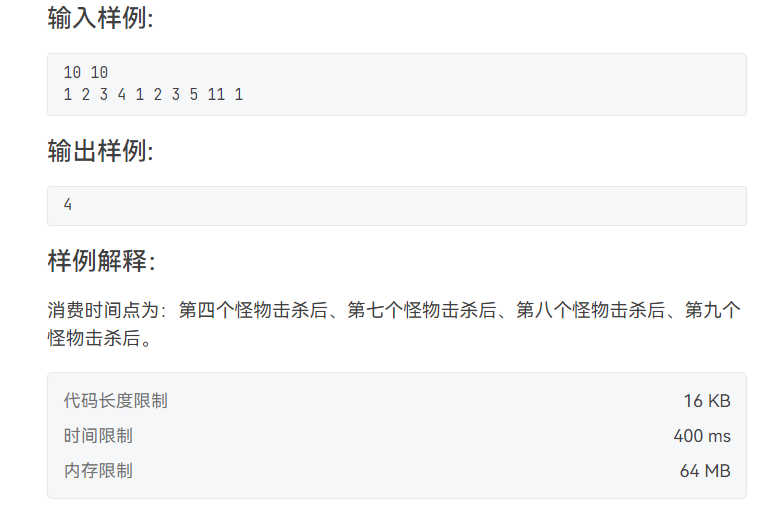 输入样例:
10 10
1 2 3 4 1 2 3 5 11 1
输出样例:
4
样例解释：
消费时间点为：第四个怪物击杀后、第七个怪物击杀后、第八个怪物击杀后、第九个
怪物击杀后。
代码长度限制 16 KB
时间限制 400 ms
内存限制 64 MB